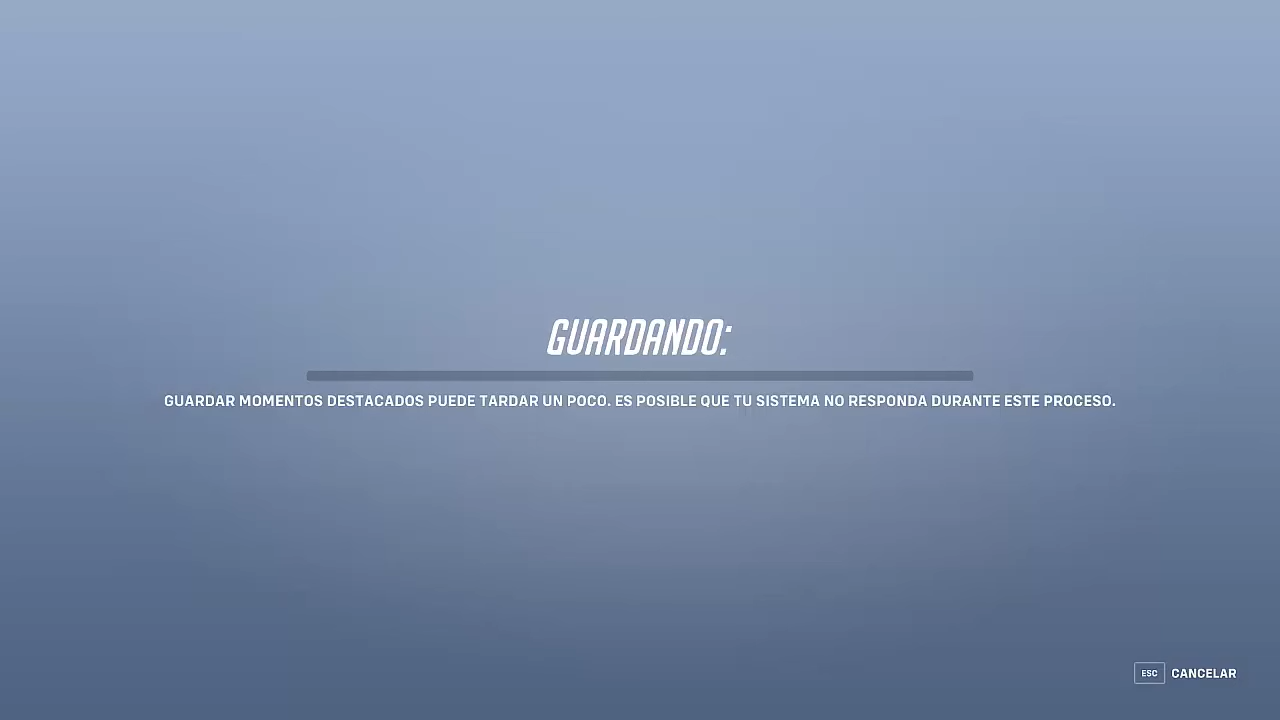 GUARDANDO:
GUARDAR MOMENTOS DESTACADOS PUEDE TARDAR UN POCO. ES POSIBLE QUE TU SISTEMA NO RESPONDA DURANTE ESTE PROCESO.
ESC CANCELAR